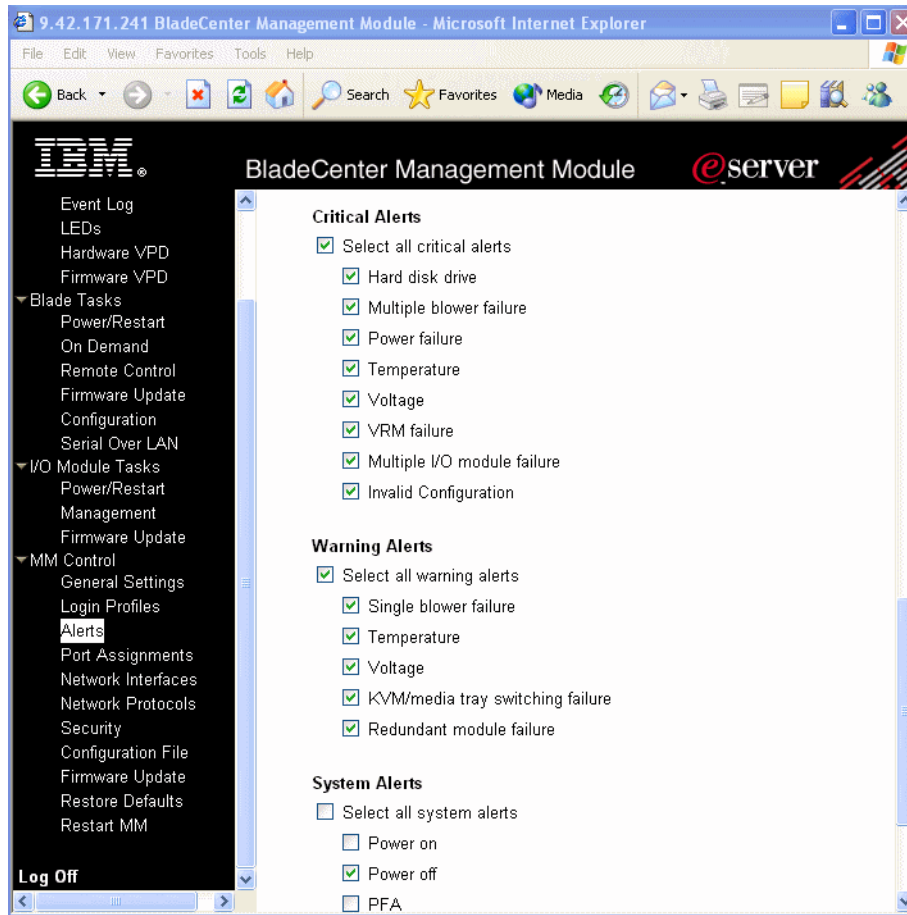 9.42.171.241 BladeCenter Management Module - Microsoft Internet Explorer
File Edit View Favorites Tools Help
Back Search Favorites Media
IBM®
BladeCenter Management Module
eserver
Event Log
LEDs
Hardware VPD
Firmware VPD
Blade Tasks
Power/Restart
On Demand
Remote Control
Firmware Update
Configuration
Serial Over LAN
I/O Module Tasks
Power/Restart
Management
Firmware Update
MM Control
General Settings
Login Profiles
Alerts
Port Assignments
Network Interfaces
Network Protocols
Security
Configuration File
Firmware Update
Restore Defaults
Restart MM
Log Off
Critical Alerts
Select all critical alerts
Hard disk drive
Multiple blower failure
Power failure
Temperature
Voltage
VRM failure
Multiple I/O module failure
Invalid Configuration
Warning Alerts
Select all warning alerts
Single blower failure
Temperature
Voltage
KVM/media tray switching failure
Redundant module failure
System Alerts
Select all system alerts
Power on
Power off
PFA